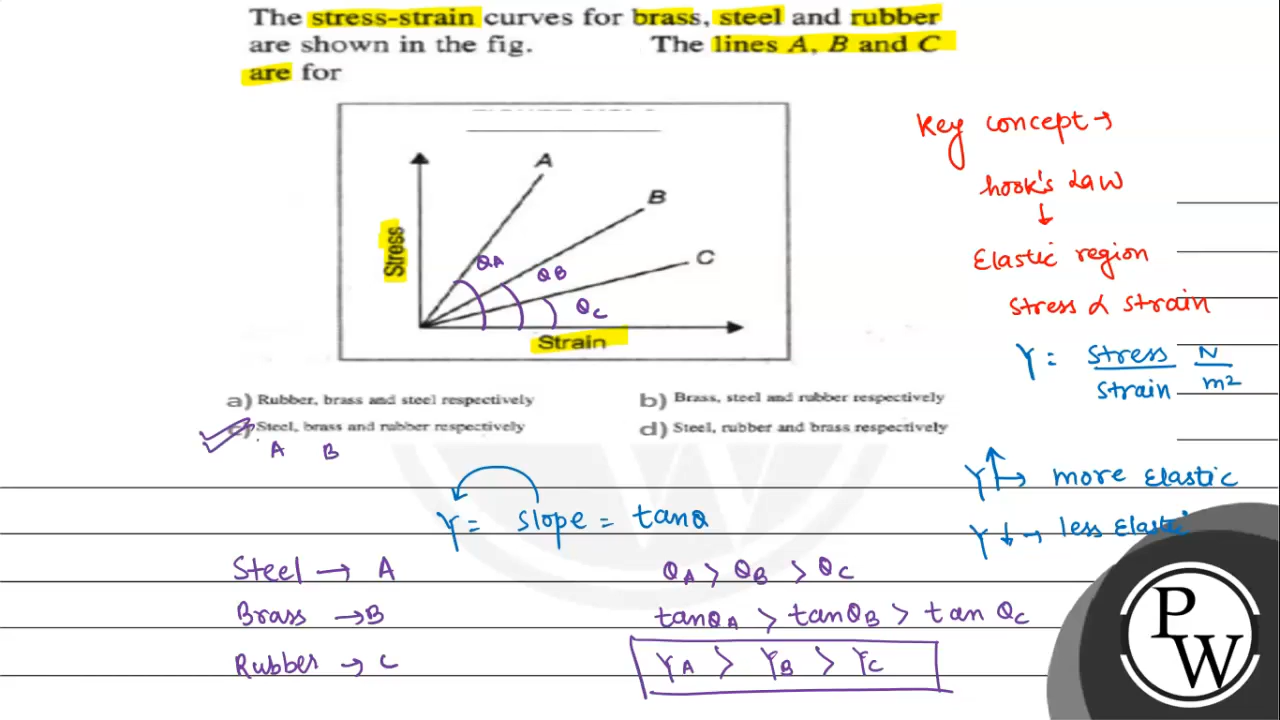 The stress-strain curves for brass, steel and rubber
are shown in the fig. The lines A, B and C
are for
Key concept →
hook's Law
↓
Elastic region
Stress α strain
Y = Stress/Strain N/m²
A
B
C
Stress
θA
θB
θC
Strain
a) Rubber, brass and steel respectively
b) Brass, steel and rubber respectively
c) Steel, brass and rubber respectively
d) Steel, rubber and brass respectively
A B
Y↑→ more Elastic
Y = slope = tanθ
Y↓→ less Elastic
Steel → A
θA > θB > θC
Brass → B
tanθA > tanθB > tan θC
Rubber → C
YA > YB > YC
P
W